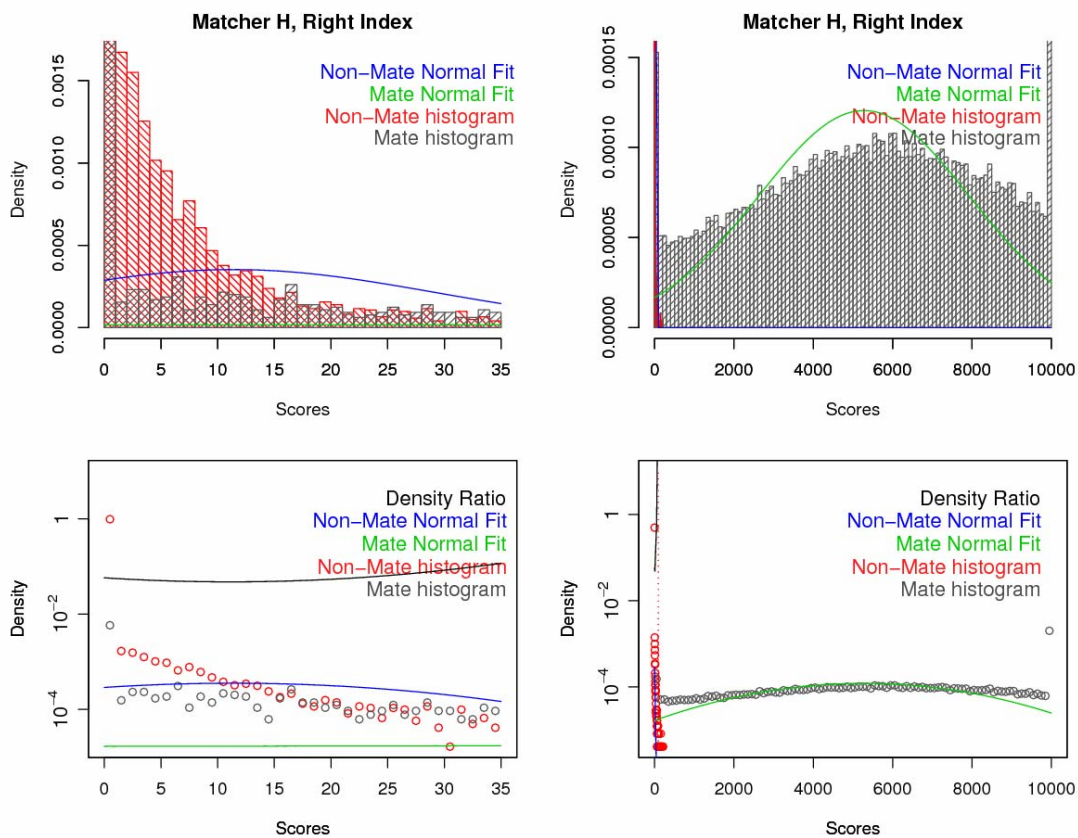 Matcher H, Right Index
Non−Mate Normal Fit
Mate Normal Fit
Non−Mate histogram
Mate histogram
Density
0.00015
0.00010
0.00005
0.0000
0 5 10 15 20 25 30 35
Scores
Matcher H, Right Index
Non−Mate Normal Fit
Mate Normal Fit
Non−Mate histogram
Mate histogram
Density
0.00015
0.00010
0.00005
0.00000
0 2000 4000 6000 8000 10000
Scores
Density Ratio
Non−Mate Normal Fit
Mate Normal Fit
Non−Mate histogram
Mate histogram
Density
1
10−2
10−4
0 5 10 15 20 25 30 35
Scores
Density Ratio
Non−Mate Normal Fit
Mate Normal Fit
Non−Mate histogram
Mate histogram
Density
1
10−2
10−4
0 2000 4000 6000 8000 10000
Scores